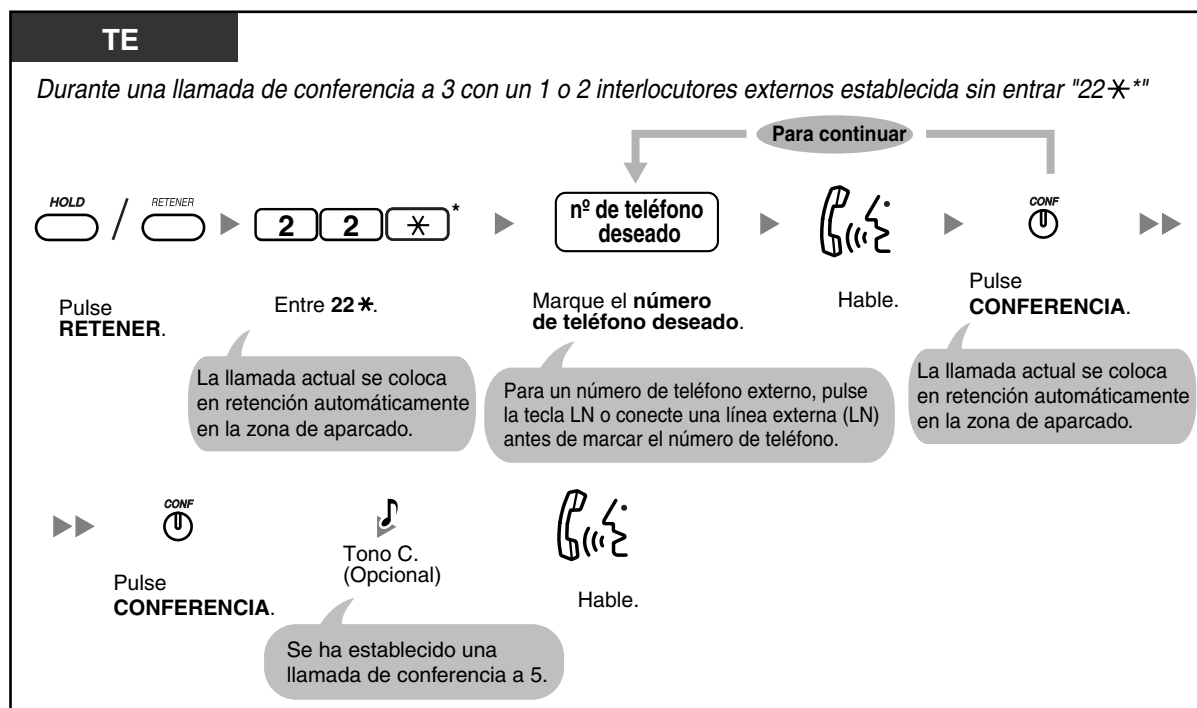 TE
Durante una llamada de conferencia a 3 con un 1 o 2 interlocutores externos establecida sin entrar "22✳*"
Para continuar
HOLD
/
RETENER
2 2 ✳ *
nº de teléfono
deseado
CONF
Pulse
RETENER.
Entre 22✳.
Marque el número
de teléfono deseado.
Hable.
Pulse
CONFERENCIA.
La llamada actual se coloca
en retención automáticamente
en la zona de aparcado.
Para un número de teléfono externo, pulse
la tecla LN o conecte una línea externa (LN)
antes de marcar el número de teléfono.
La llamada actual se coloca
en retención automáticamente
en la zona de aparcado.
CONF
Pulse
CONFERENCIA.
Tono C.
(Opcional)
Hable.
Se ha establecido una
llamada de conferencia a 5.